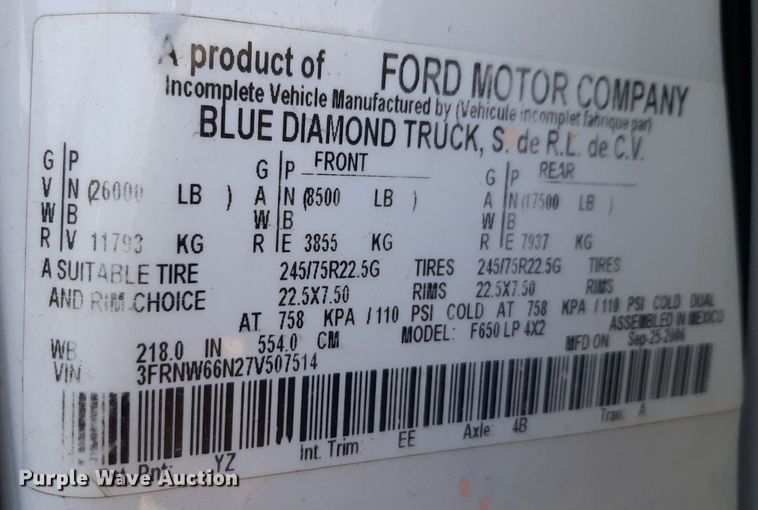 A product of FORD MOTOR COMPANY
Incomplete Vehicle Manufactured by (Vehicule incomplet fabrique par)
BLUE DIAMOND TRUCK, S. de R.L. de C.V.
G P G P FRONT G P REAR
V N (26000 LB ) A N (8500 LB ) A N (17500 LB )
W B W B W B
R V 11793 KG R E 3855 KG R E 7937 KG
A SUITABLE TIRE 245/75R22.5G TIRES 245/75R22.5G TIRES
AND RIM CHOICE 22.5X7.50 RIMS 22.5X7.50 RIMS
AT 758 KPA / 110 PSI COLD AT 758 KPA / 110 PSI COLD DUAL
MODEL: F650 LP 4X2 ASSEMBLED IN MEXICO
WB 218.0 IN 554.0 CM MFD ON Sep-25-2006
VIN 3FRNW66N27V507514
Pnt: YZ Int. Trim EE Axle: 4B Tran: A
Purple Wave Auction